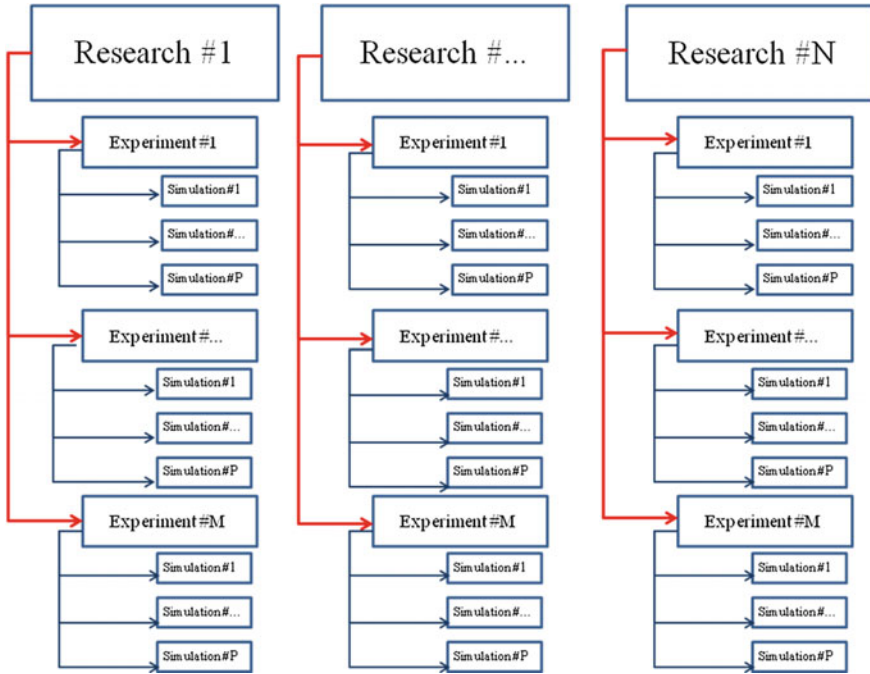 Research #1
Experiment #1
Simulation#1
Simulation#...
Simulation#P
Experiment #...
Simulation#1
Simulation#...
Simulation#P
Experiment #M
Simulation#1
Simulation#...
Simulation#P
Research #...
Experiment #1
Simulation#1
Simulation#...
Simulation#P
Experiment #...
Simulation#1
Simulation#...
Simulation#P
Experiment #M
Simulation#1
Simulation#...
Simulation#P
Research #N
Experiment #1
Simulation#1
Simulation#...
Simulation#P
Experiment #...
Simulation#1
Simulation#...
Simulation#P
Experiment #M
Simulation#1
Simulation#...
Simulation#P